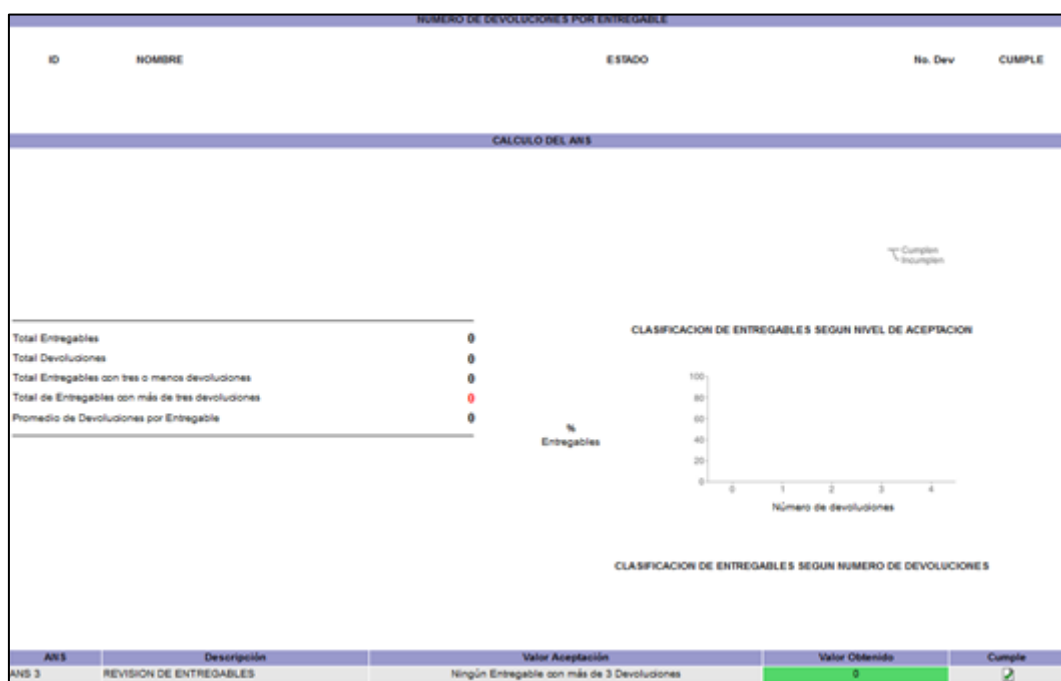 NUMERO DE DEVOLUCIONES POR ENTREGABLE
ID NOMBRE ESTADO No. Dev CUMPLE
CALCULO DEL ANS
Cumplen
Incumplen
Total Entregables 0
Total Devoluciones 0
Total Entregables con tres o menos devoluciones 0
Total de Entregables con más de tres devoluciones 0
Promedio de Devoluciones por Entregable 0
CLASIFICACION DE ENTREGABLES SEGUN NIVEL DE ACEPTACION
%
Entregables
100
80
60
40
20
0
0 1 2 3 4
Número de devoluciones
CLASIFICACION DE ENTREGABLES SEGUN NUMERO DE DEVOLUCIONES
ANS Descripción Valor Aceptación Valor Obtenido Cumple
ANS 3 REVISION DE ENTREGABLES Ningún Entregable con más de 3 Devoluciones 0